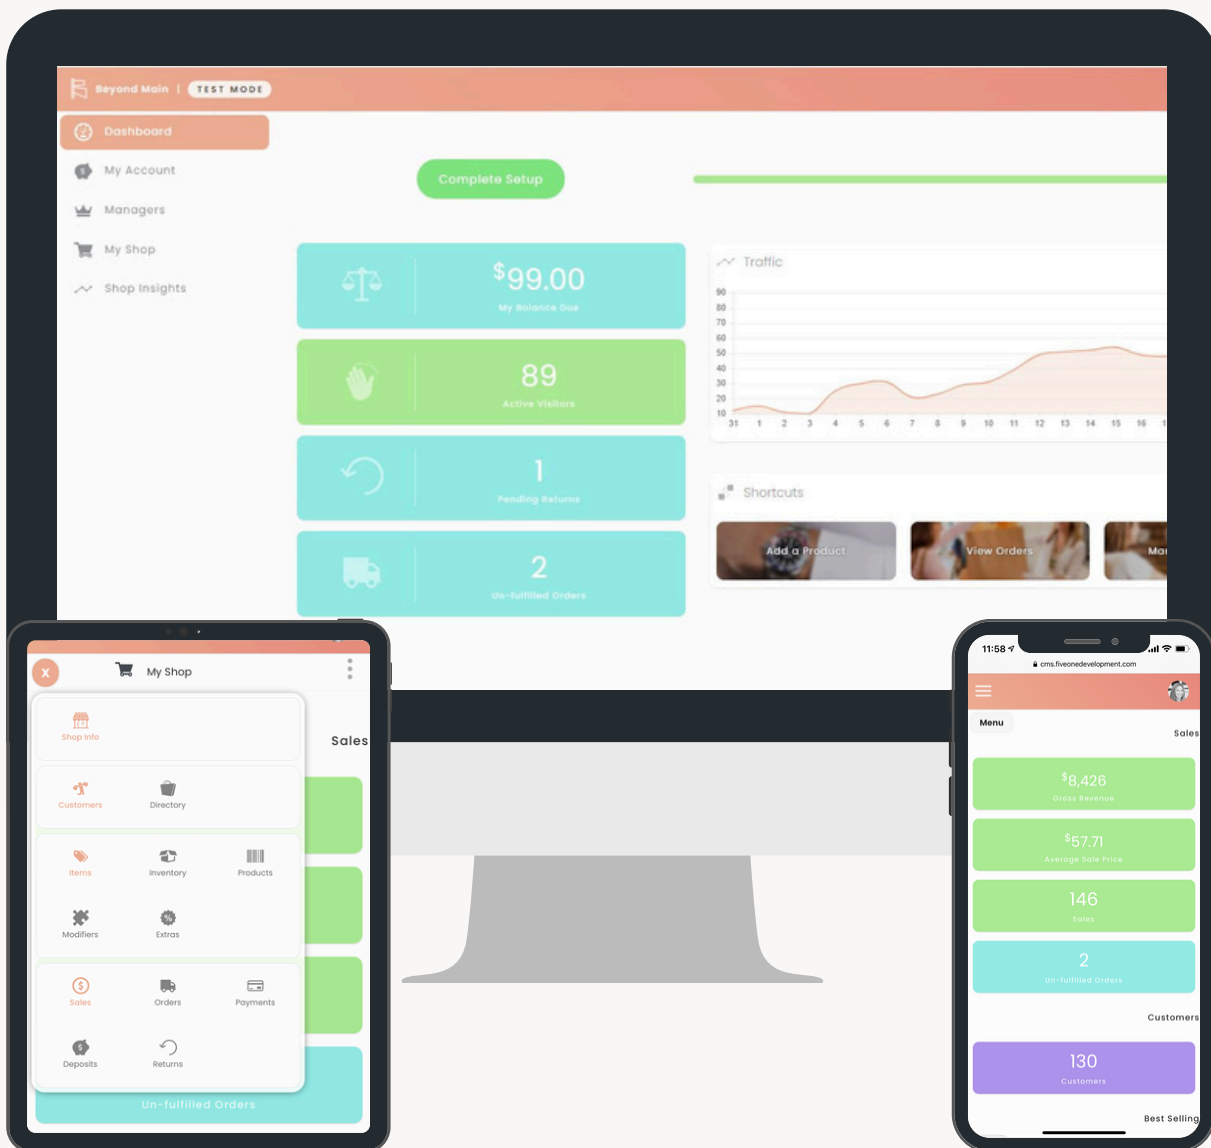 Beyond Main | TEST MODE
Dashboard
My Account
Managers
My Shop
Shop Insights
Complete Setup
$99.00
My Balance Due
89
Active Visitors
1
Pending Returns
2
Un-fulfilled Orders
Traffic
90
80
70
60
50
40
30
20
10
31 1 2 3 4 5 6 7 8 9 10 11 12 13 14 15 16
Shortcuts
Add a Product
View Orders
X My Shop
Shop Info
Sales
Customers Directory
Items Inventory Products
Modifiers Extras
Sales Orders Payments
Deposits Returns
Un-fulfilled Orders
11:58
cms.fiveonedevelopment.com
Menu
Sales
$8,426
Gross Revenue
$57.71
Average Sale Price
146
Sales
2
Un-fulfilled Orders
Customers
130
Customers
Best Selling